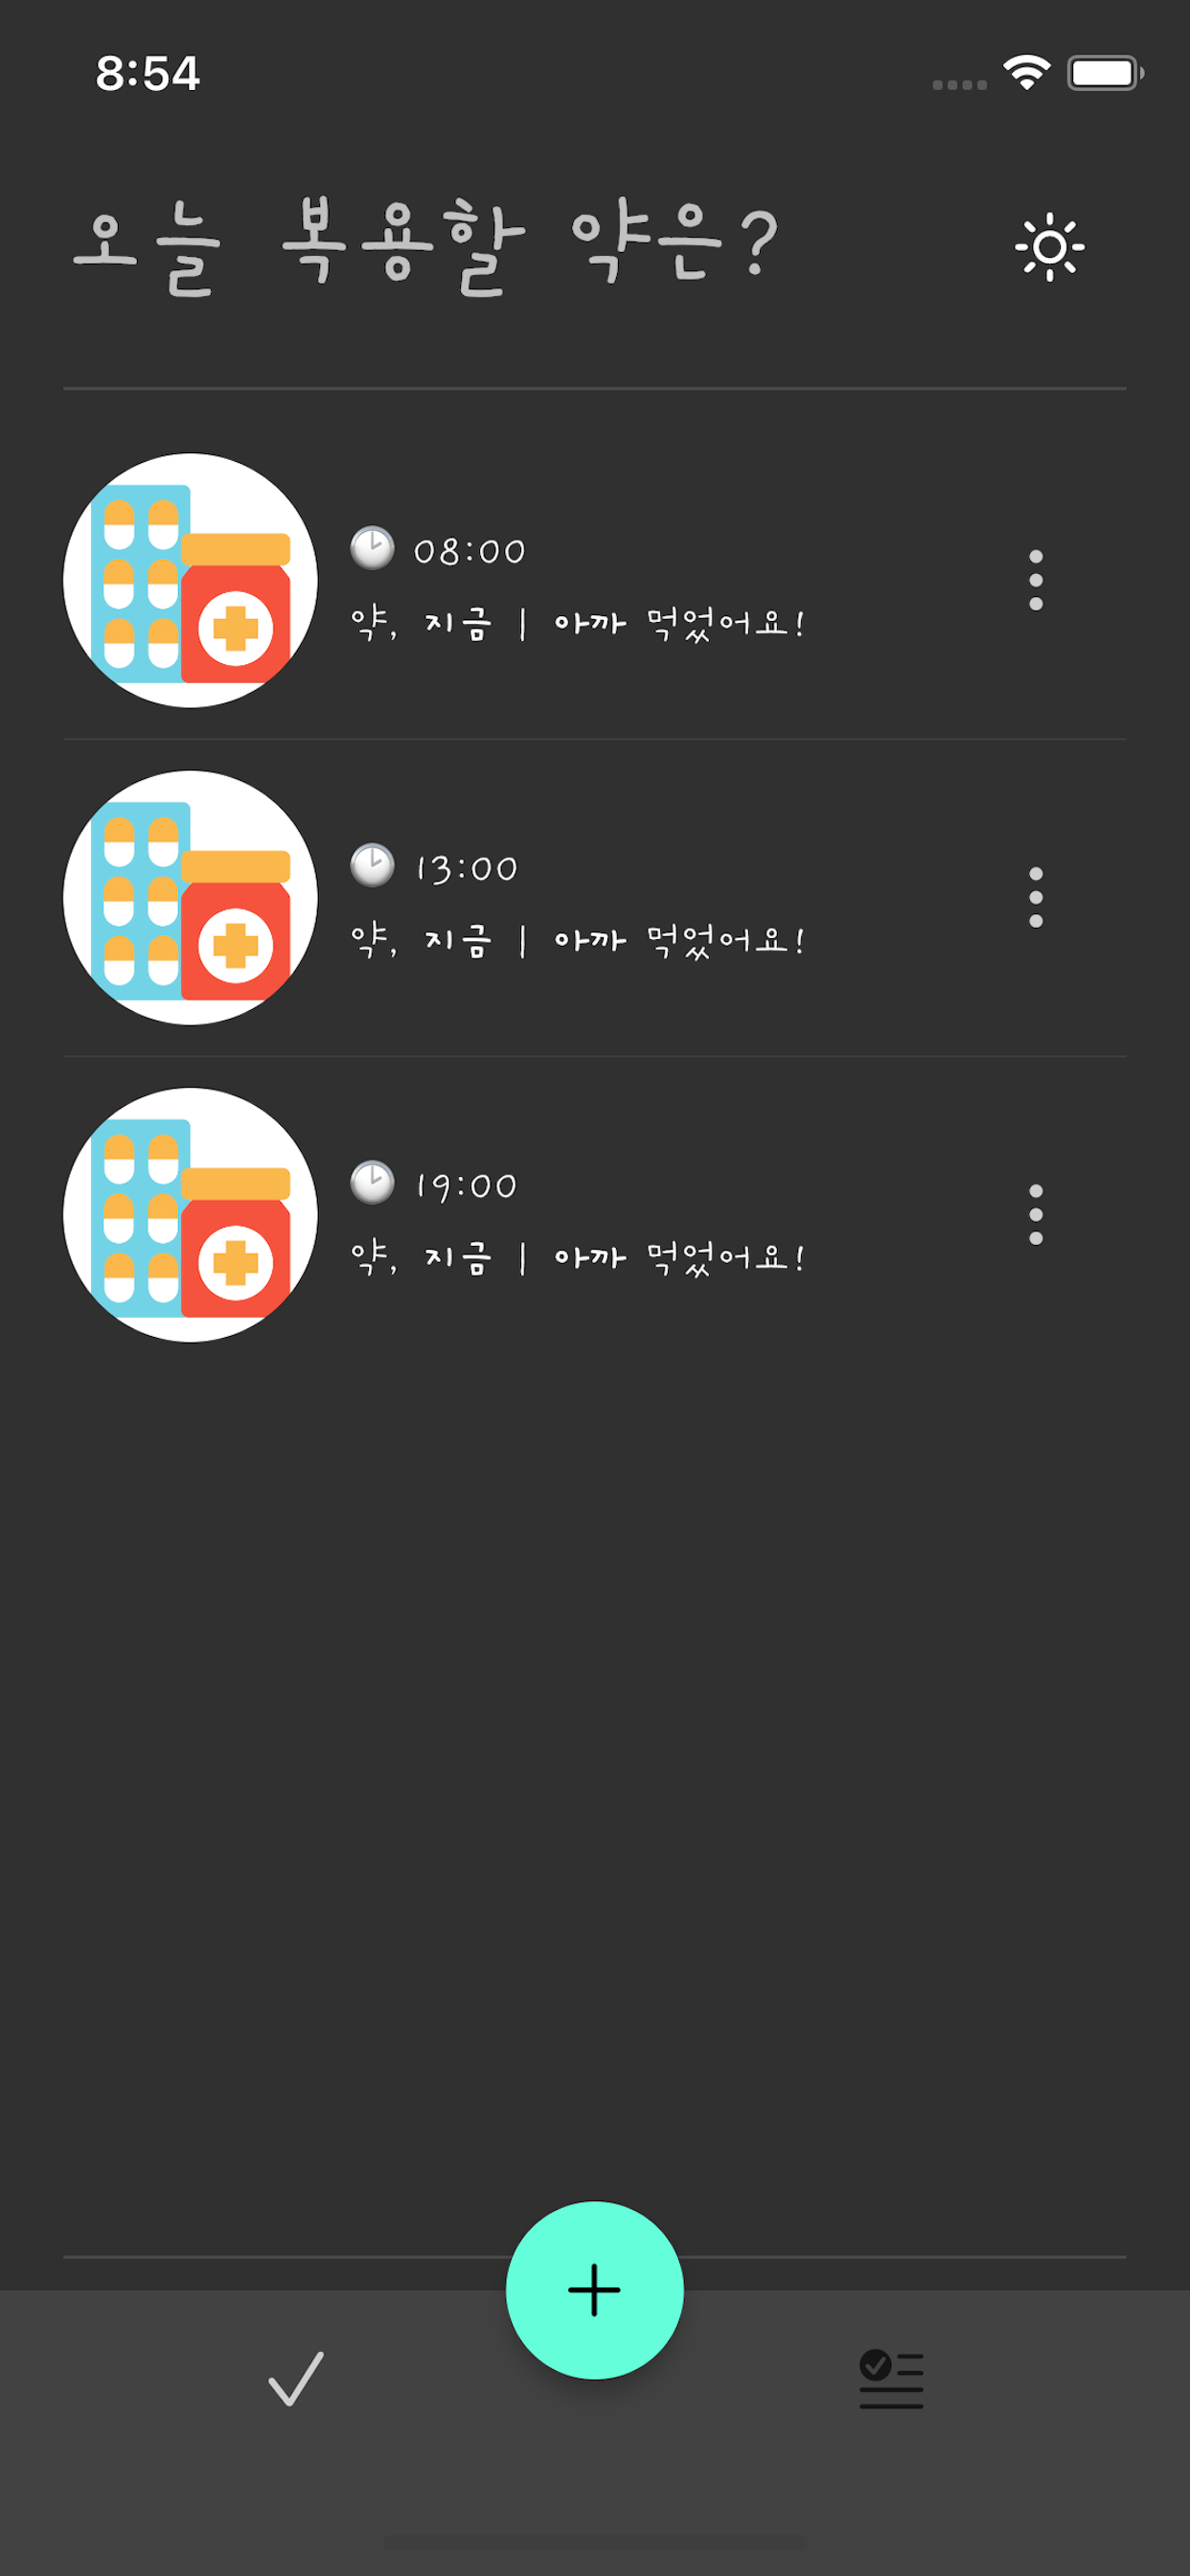 8:54
오늘 복용할 약은?
08:00
약, 지금 | 아까 먹었어요!
13:00
약, 지금 | 아까 먹었어요!
19:00
약, 지금 | 아까 먹었어요!